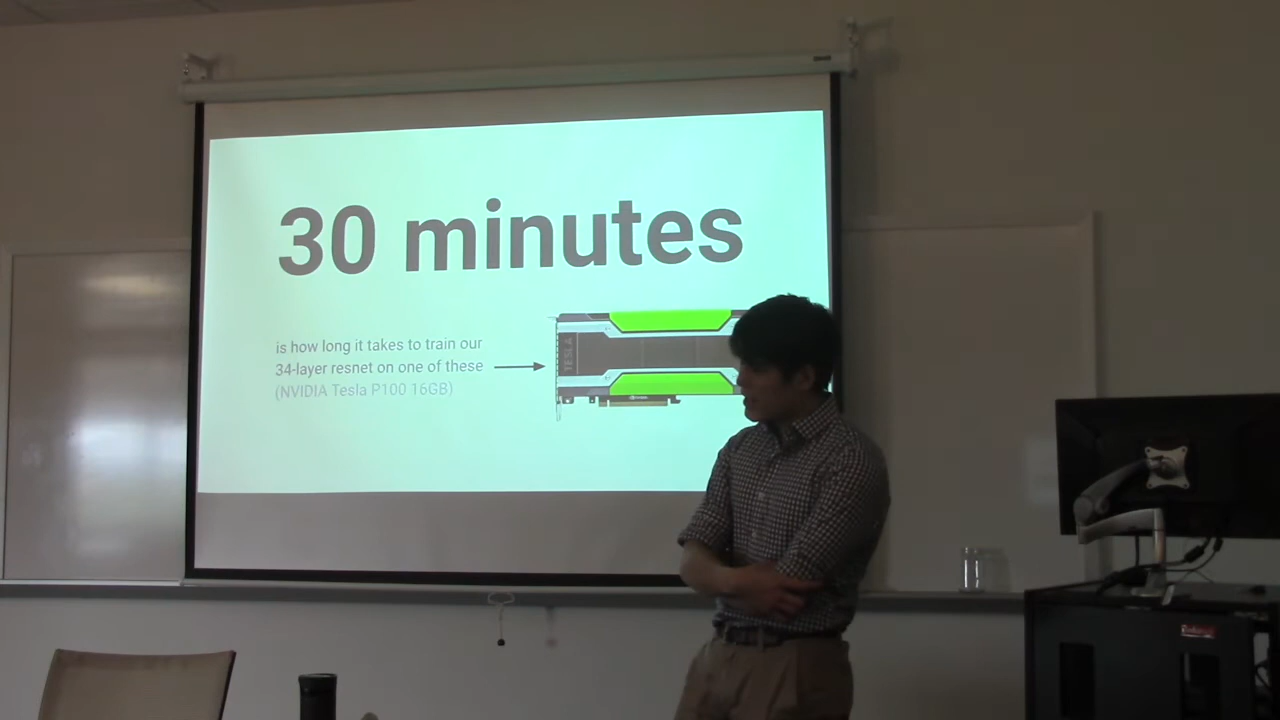 30 minutes
is how long it takes to train our
34-layer resnet on one of these
(NVIDIA Tesla P100 16GB)
TESLA